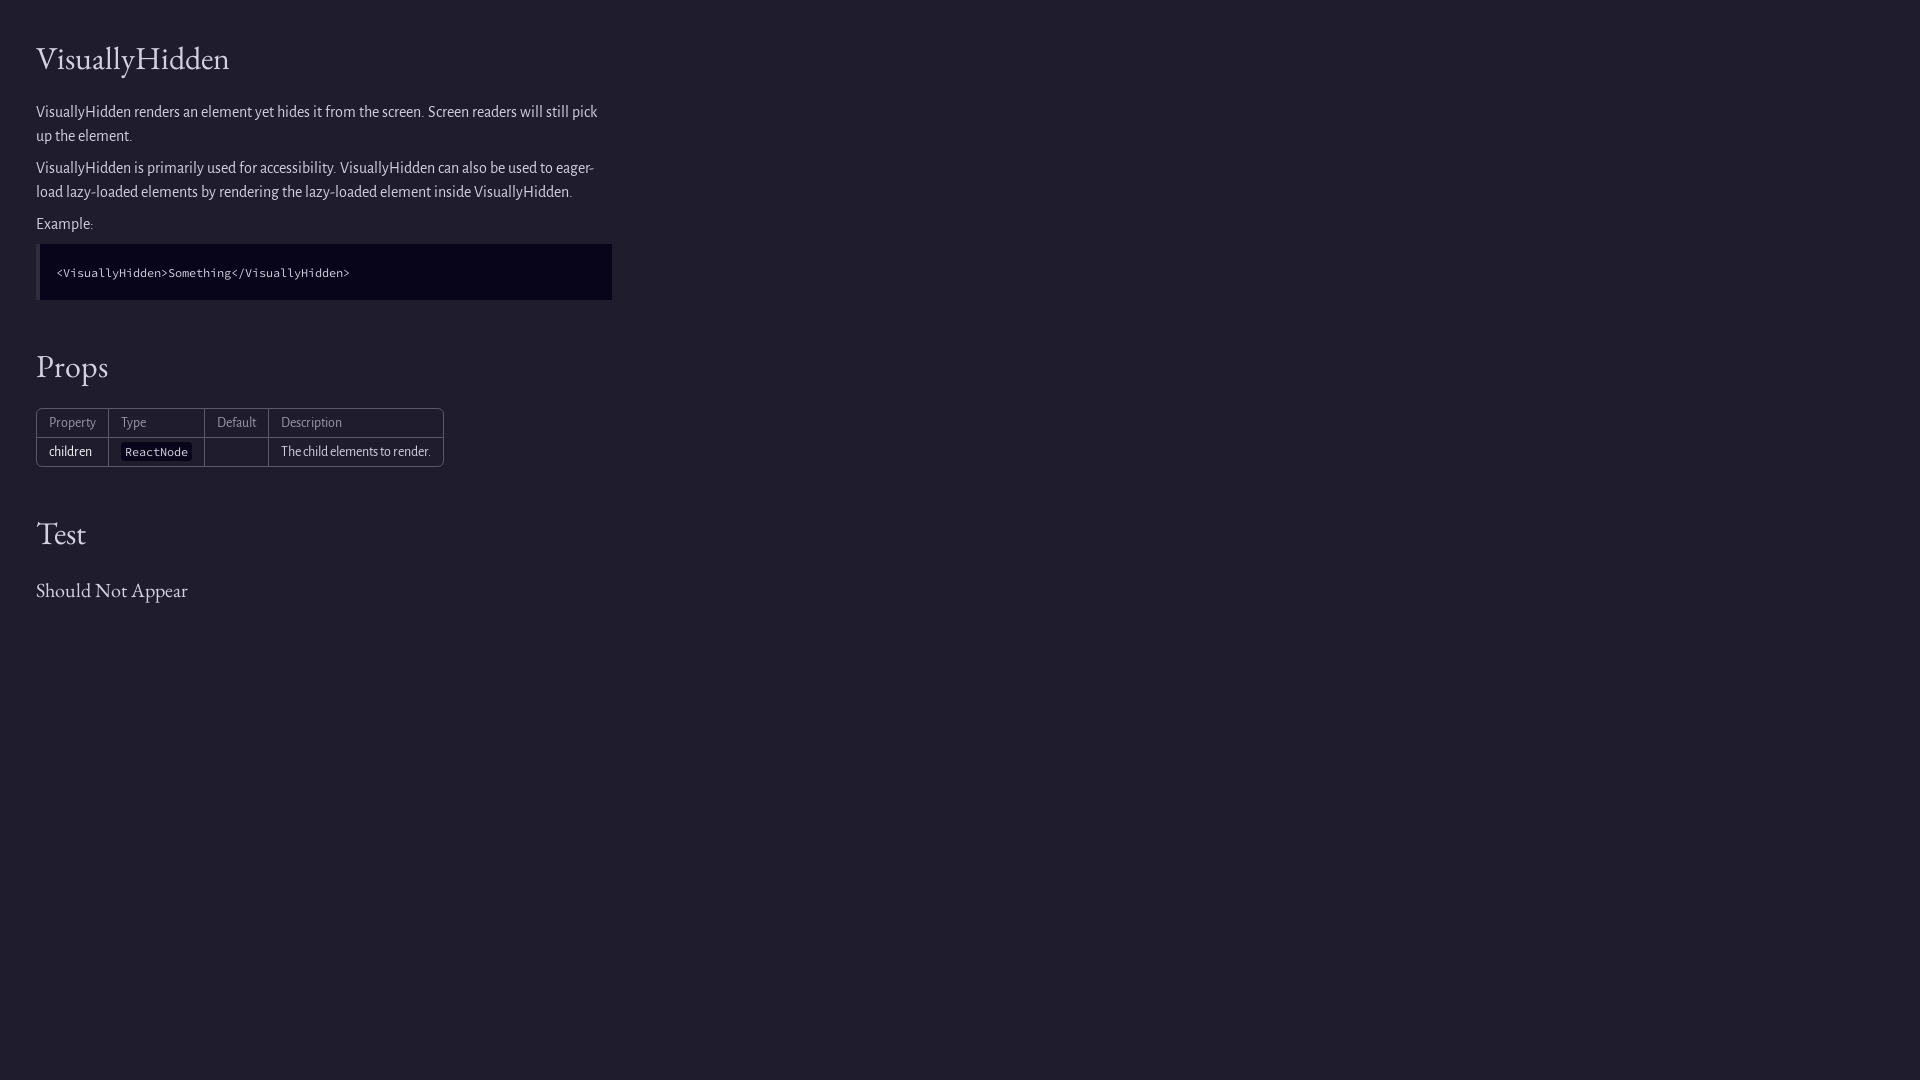 VisuallyHidden
VisuallyHidden renders an element yet hides it from the screen. Screen readers will still pick
up the element.
VisuallyHidden is primarily used for accessibility. VisuallyHidden can also be used to eager-
load lazy-loaded elements by rendering the lazy-loaded element inside VisuallyHidden.
Example:
<VisuallyHidden>Something</VisuallyHidden>
Props
Property Type Default Description
children ReactNode The child elements to render.
Test
Should Not Appear